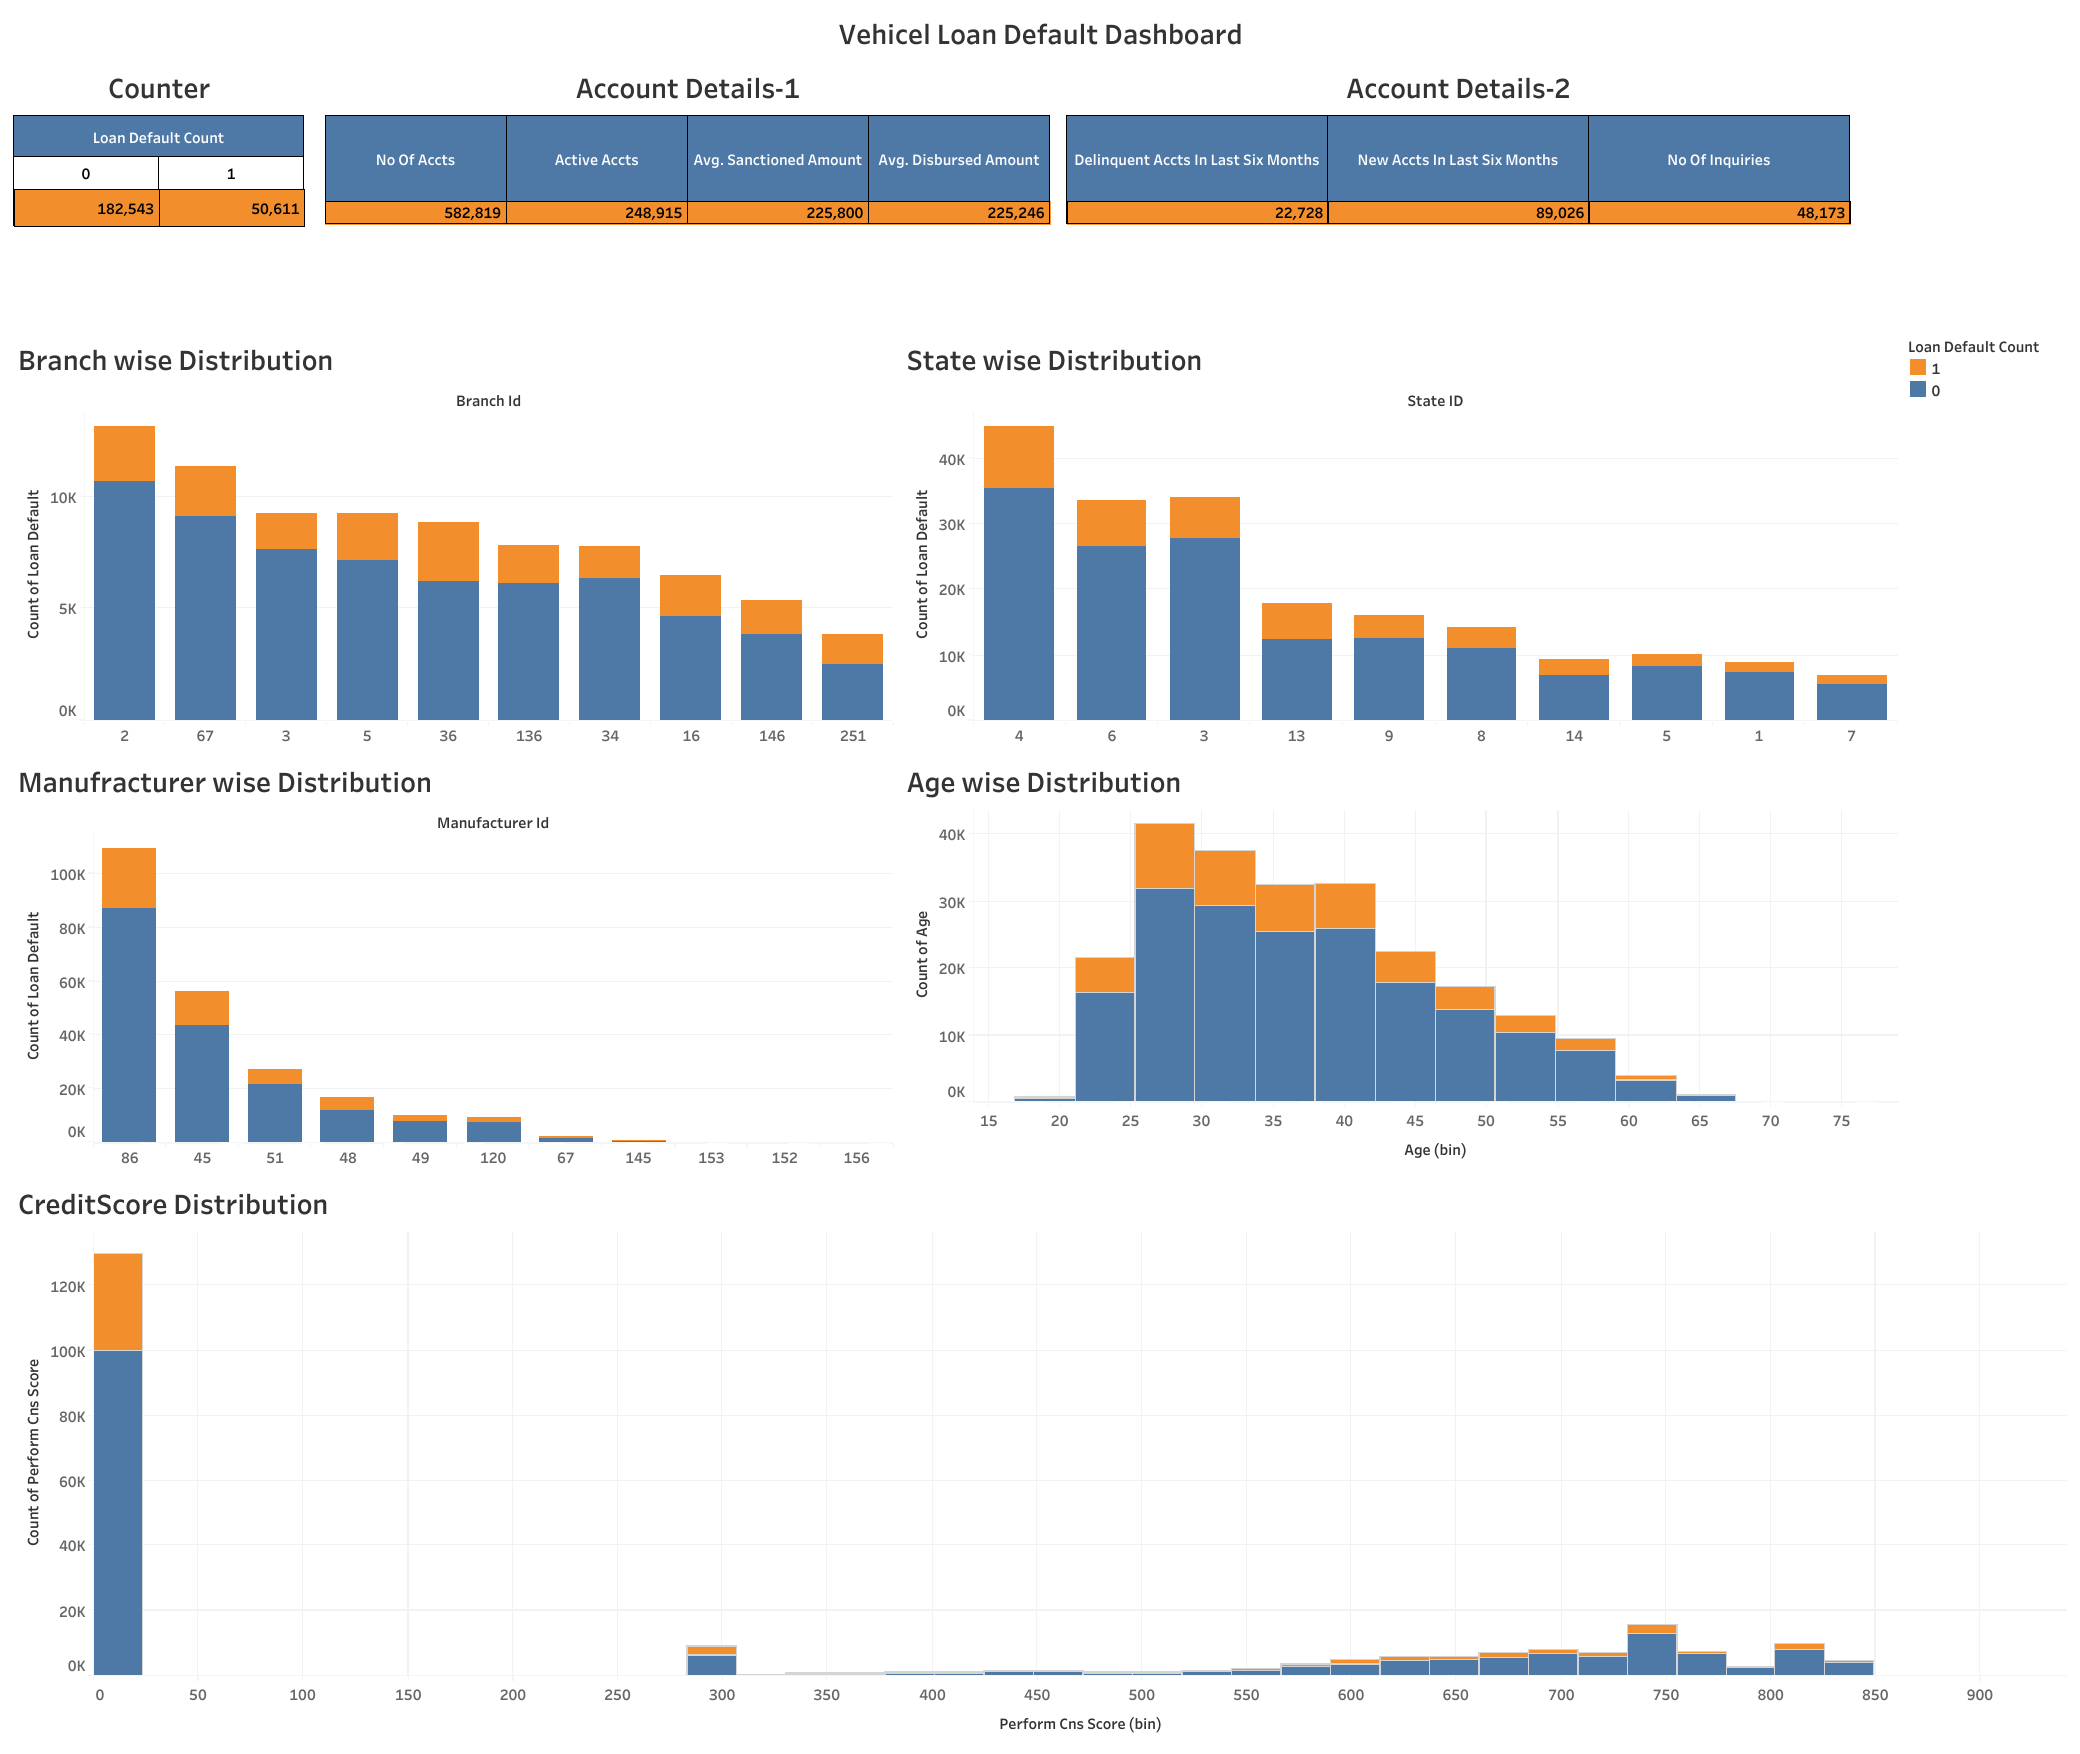 Vehicel Loan Default Dashboard
Counter
Loan Default Count
0 1
182,543 50,611
Account Details-1
No Of Accts Active Accts Avg. Sanctioned Amount Avg. Disbursed Amount
582,819 248,915 225,800 225,246
Account Details-2
Delinquent Accts In Last Six Months New Accts In Last Six Months No Of Inquiries
22,728 89,026 48,173
Branch wise Distribution
Branch Id
Count of Loan Default
10K
5K
0K
2 67 3 5 36 136 34 16 146 251
State wise Distribution
State ID
Count of Loan Default
40K
30K
20K
10K
0K
4 6 3 13 9 8 14 5 1 7
Loan Default Count
1
0
Manufracturer wise Distribution
Manufacturer Id
Count of Loan Default
100K
80K
60K
40K
20K
0K
86 45 51 48 49 120 67 145 153 152 156
Age wise Distribution
Count of Age
40K
30K
20K
10K
0K
15 20 25 30 35 40 45 50 55 60 65 70 75
Age (bin)
CreditScore Distribution
Count of Perform Cns Score
120K
100K
80K
60K
40K
20K
0K
0 50 100 150 200 250 300 350 400 450 500 550 600 650 700 750 800 850 900
Perform Cns Score (bin)